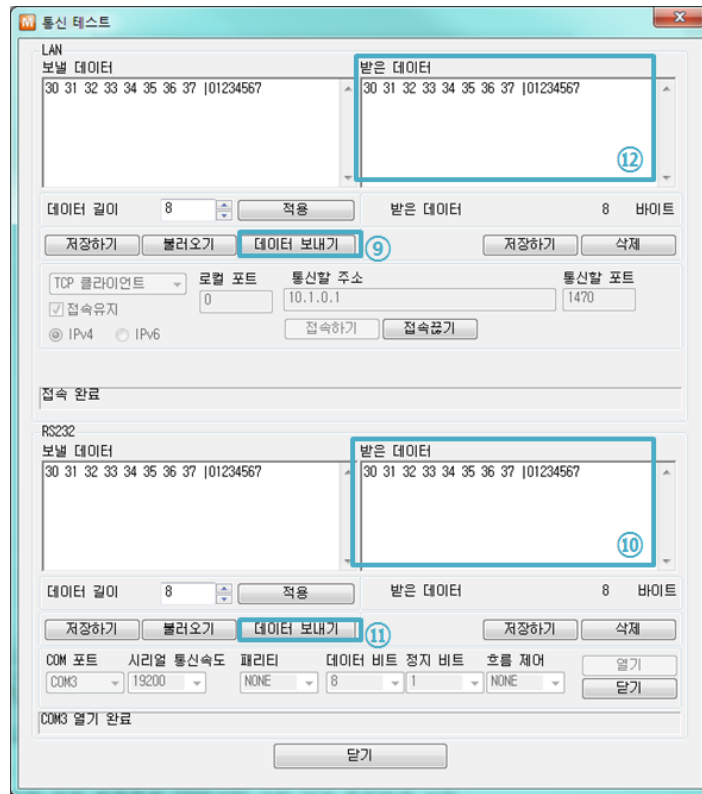 통신 테스트
LAN
보낼 데이터
받은 데이터
30 31 32 33 34 35 36 37 |01234567
30 31 32 33 34 35 36 37 |01234567
⑫
데이터 길이 8 적용 받은 데이터 8 바이트
저장하기 불러오기 데이터 보내기 ⑨ 저장하기 삭제
TCP 클라이언트 로컬 포트 통신할 주소 통신할 포트
0 10.1.0.1 1470
접속유지
접속하기 접속끊기
IPv4 IPv6
접속 완료
RS232
보낼 데이터
받은 데이터
30 31 32 33 34 35 36 37 |01234567
30 31 32 33 34 35 36 37 |01234567
⑩
데이터 길이 8 적용 받은 데이터 8 바이트
저장하기 불러오기 데이터 보내기 ⑪ 저장하기 삭제
COM 포트 시리얼 통신속도 패리티 데이터 비트 정지 비트 흐름 제어 열기
COM3 19200 NONE 8 1 NONE 닫기
COM3 열기 완료
닫기